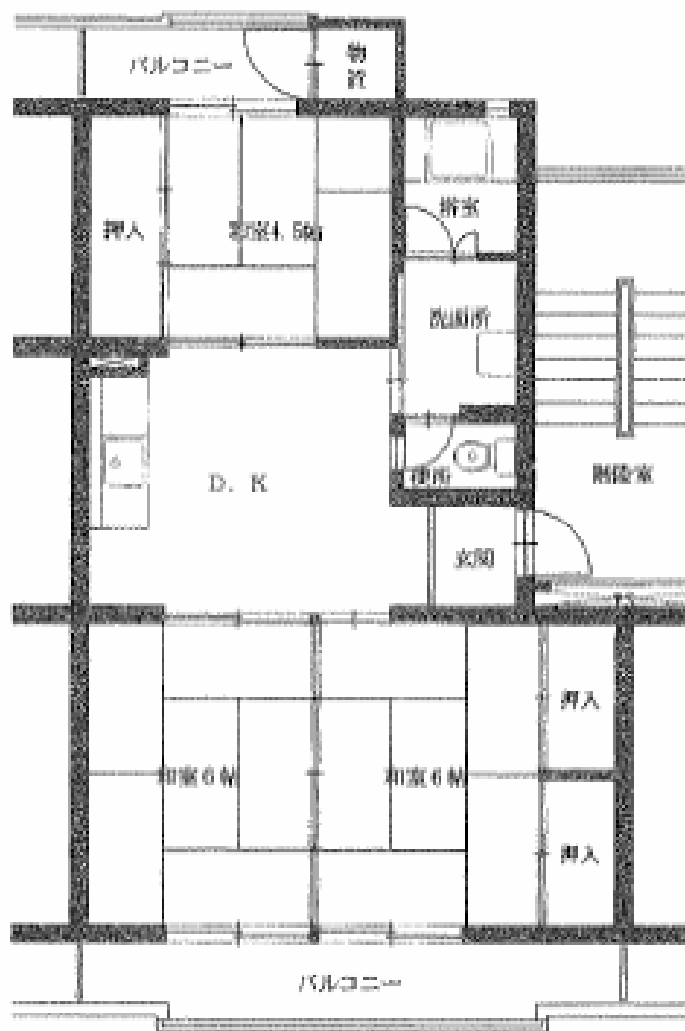 バルコニー
物
置
押入
和室4.5帖
浴室
洗面所
D. K
便所
階段室
玄関
押入
和室6帖
和室6帖
押入
バルコニー